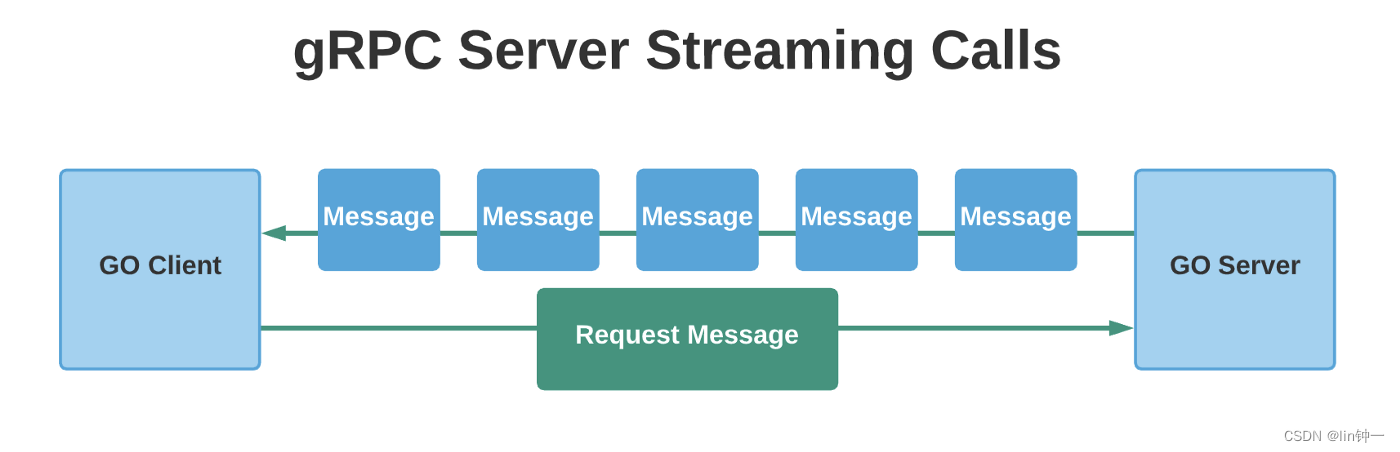 gRPC Server Streaming Calls
GO Client
Message Message Message Message Message
GO Server
Request Message
CSDN @lin钟一